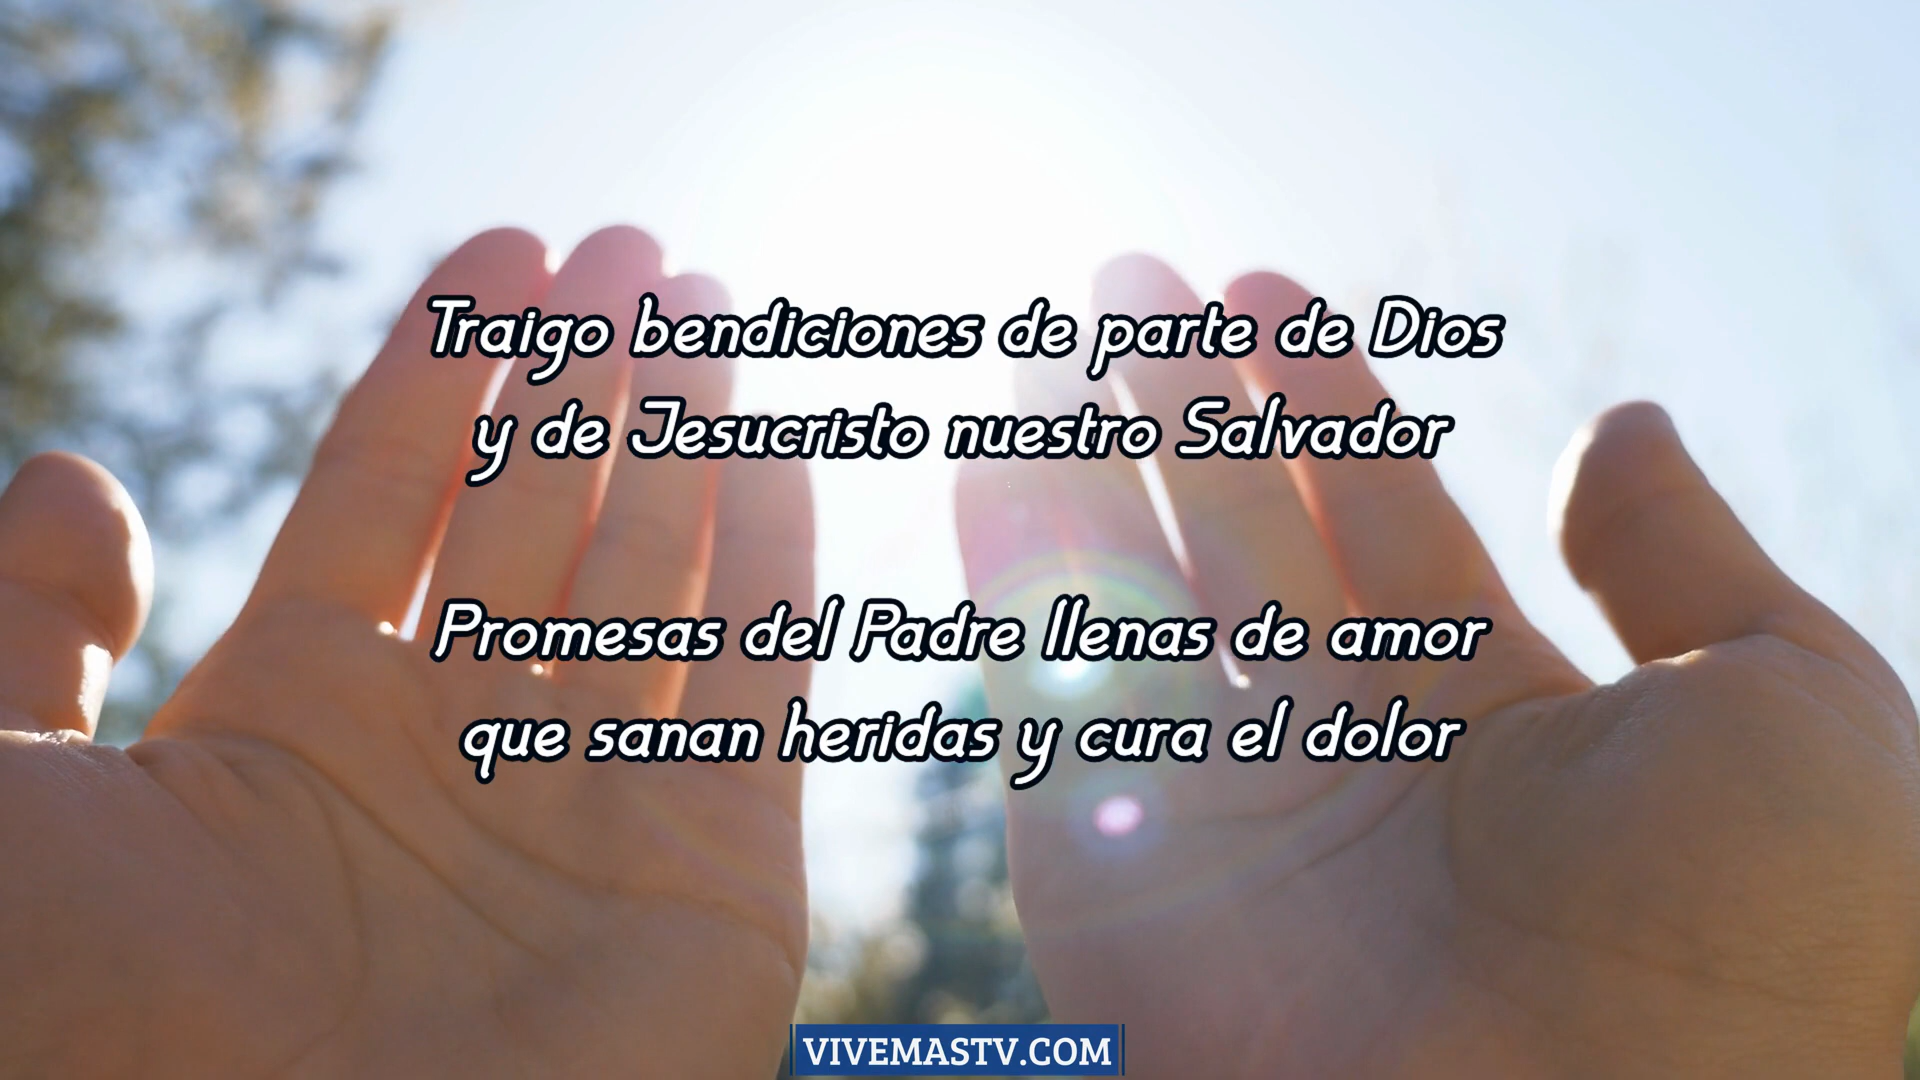 Traigo bendiciones de parte de Dios
y de Jesucristo nuestro Salvador
Promesas del Padre llenas de amor
que sanan heridas y cura el dolor
VIVEMASTV.COM